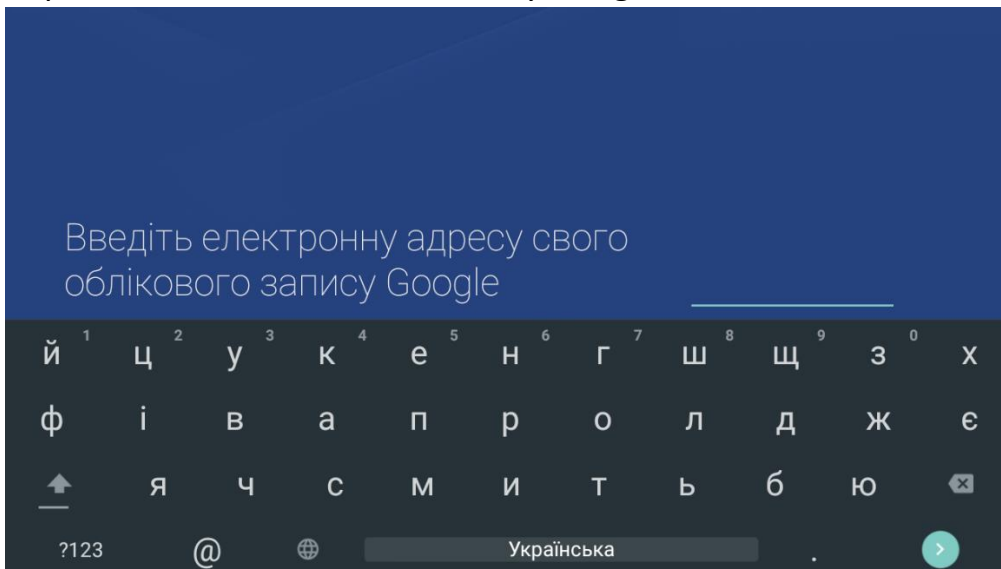 Введіть електронну адресу свого
облікового запису Google
й 1 ц 2 у 3 к 4 е 5 н 6 г 7 ш 8 щ 9 з 0 х
ф і в а п р о л д ж є
я ч с м и т ь б ю
?123 @ Українська .